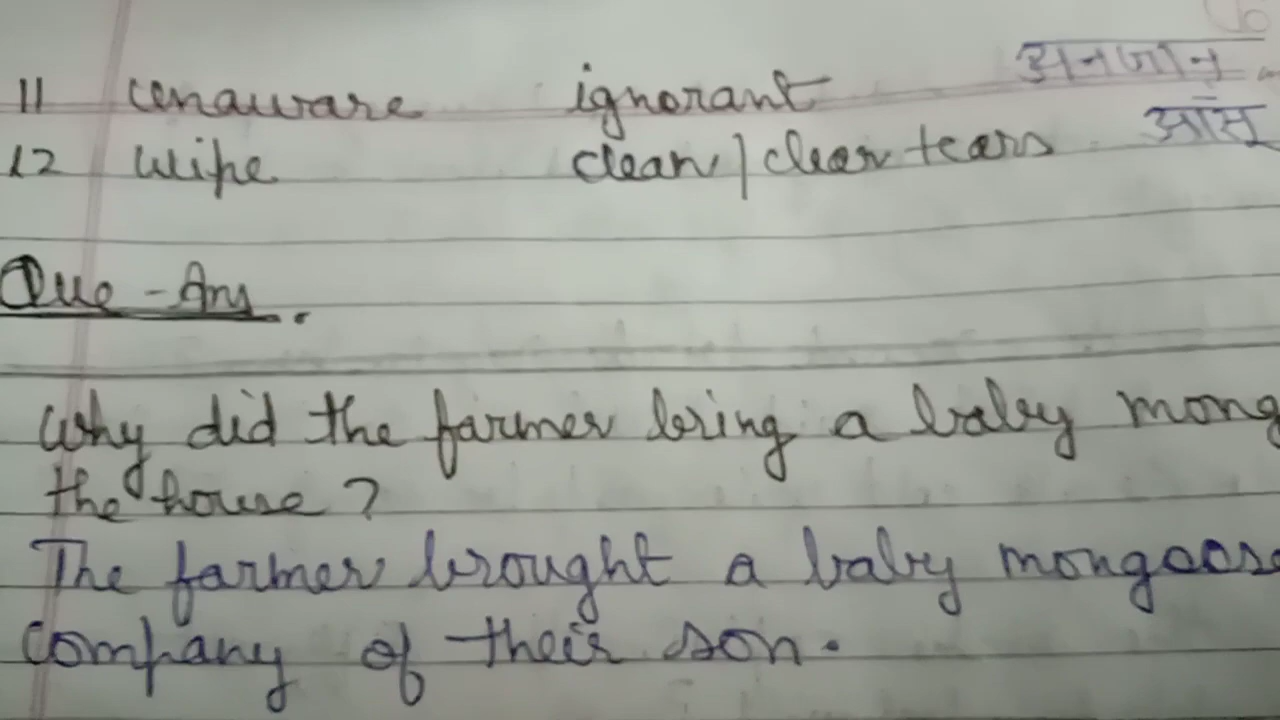 11 unaware ignorant अनजान
12 wipe clean/clear tears आंसू
Que - Ans.
Why did the farmer bring a baby mong
the house?
The farmer brought a baby mongoose
company of their son.